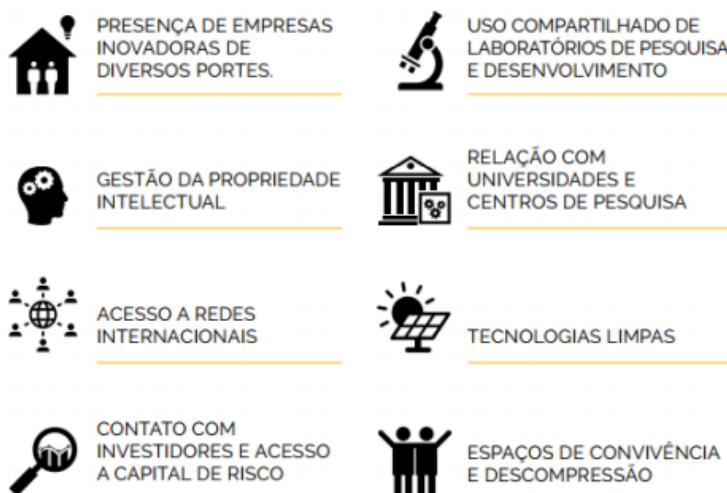 PRESENÇA DE EMPRESAS
INOVADORAS DE
DIVERSOS PORTES.
USO COMPARTILHADO DE
LABORATÓRIOS DE PESQUISA
E DESENVOLVIMENTO
GESTÃO DA PROPRIEDADE
INTELECTUAL
RELAÇÃO COM
UNIVERSIDADES E
CENTROS DE PESQUISA
ACESSO A REDES
INTERNACIONAIS
TECNOLOGIAS LIMPAS
CONTATO COM
INVESTIDORES E ACESSO
A CAPITAL DE RISCO
ESPAÇOS DE CONVIVÊNCIA
E DESCOMPRESSÃO